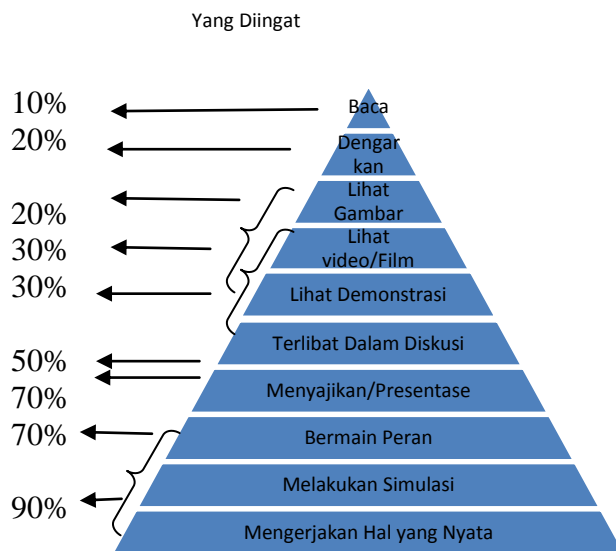 Yang Diingat
10%
Baca
20%
Dengar
kan
20%
Lihat
Gambar
30%
Lihat
video/Film
30%
Lihat Demonstrasi
50%
Terlibat Dalam Diskusi
70%
Menyajikan/Presentase
70%
Bermain Peran
Melakukan Simulasi
90%
Mengerjakan Hal yang Nyata